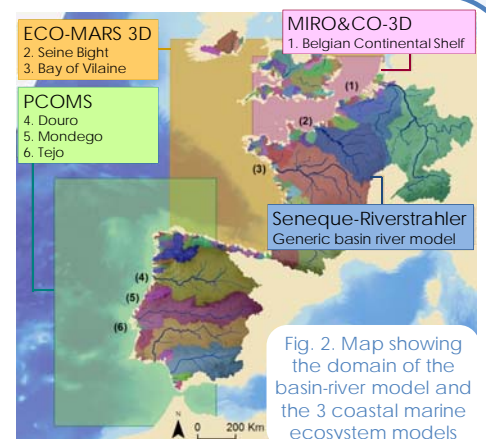 ECO-MARS 3D
2. Seine Bight
3. Bay of Vilaine
MIRO&CO-3D
1. Belgian Continental Shelf
PCOMS
4. Douro
5. Mondego
6. Tejo
(1)
(2)
(3)
Seneque-Riverstrahler
Generic basin river model
(4)
(5)
(6)
Fig. 2. Map showing
the domain of the
basin-river model and
the 3 coastal marine
ecosystem models
N
0 200 Km